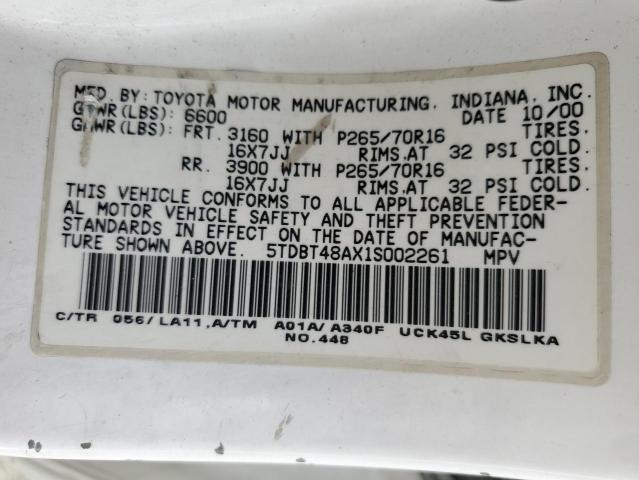 MFD. BY: TOYOTA MOTOR MANUFACTURING, INDIANA, INC.
GVWR(LBS): 6600 DATE 10/00
GAWR(LBS): FRT. 3160 WITH P265/70R16 TIRES,
16X7JJ RIMS, AT 32 PSI COLD.
RR. 3900 WITH P265/70R16 TIRES,
16X7JJ RIMS, AT 32 PSI COLD.
THIS VEHICLE CONFORMS TO ALL APPLICABLE FEDER-
AL MOTOR VEHICLE SAFETY AND THEFT PREVENTION
STANDARDS IN EFFECT ON THE DATE OF MANUFAC-
TURE SHOWN ABOVE. 5TDBT48AX1S002261 MPV
C/TR 056/LA11,A/TM A01A/A340F UCK45L GKSLKA
NO.448